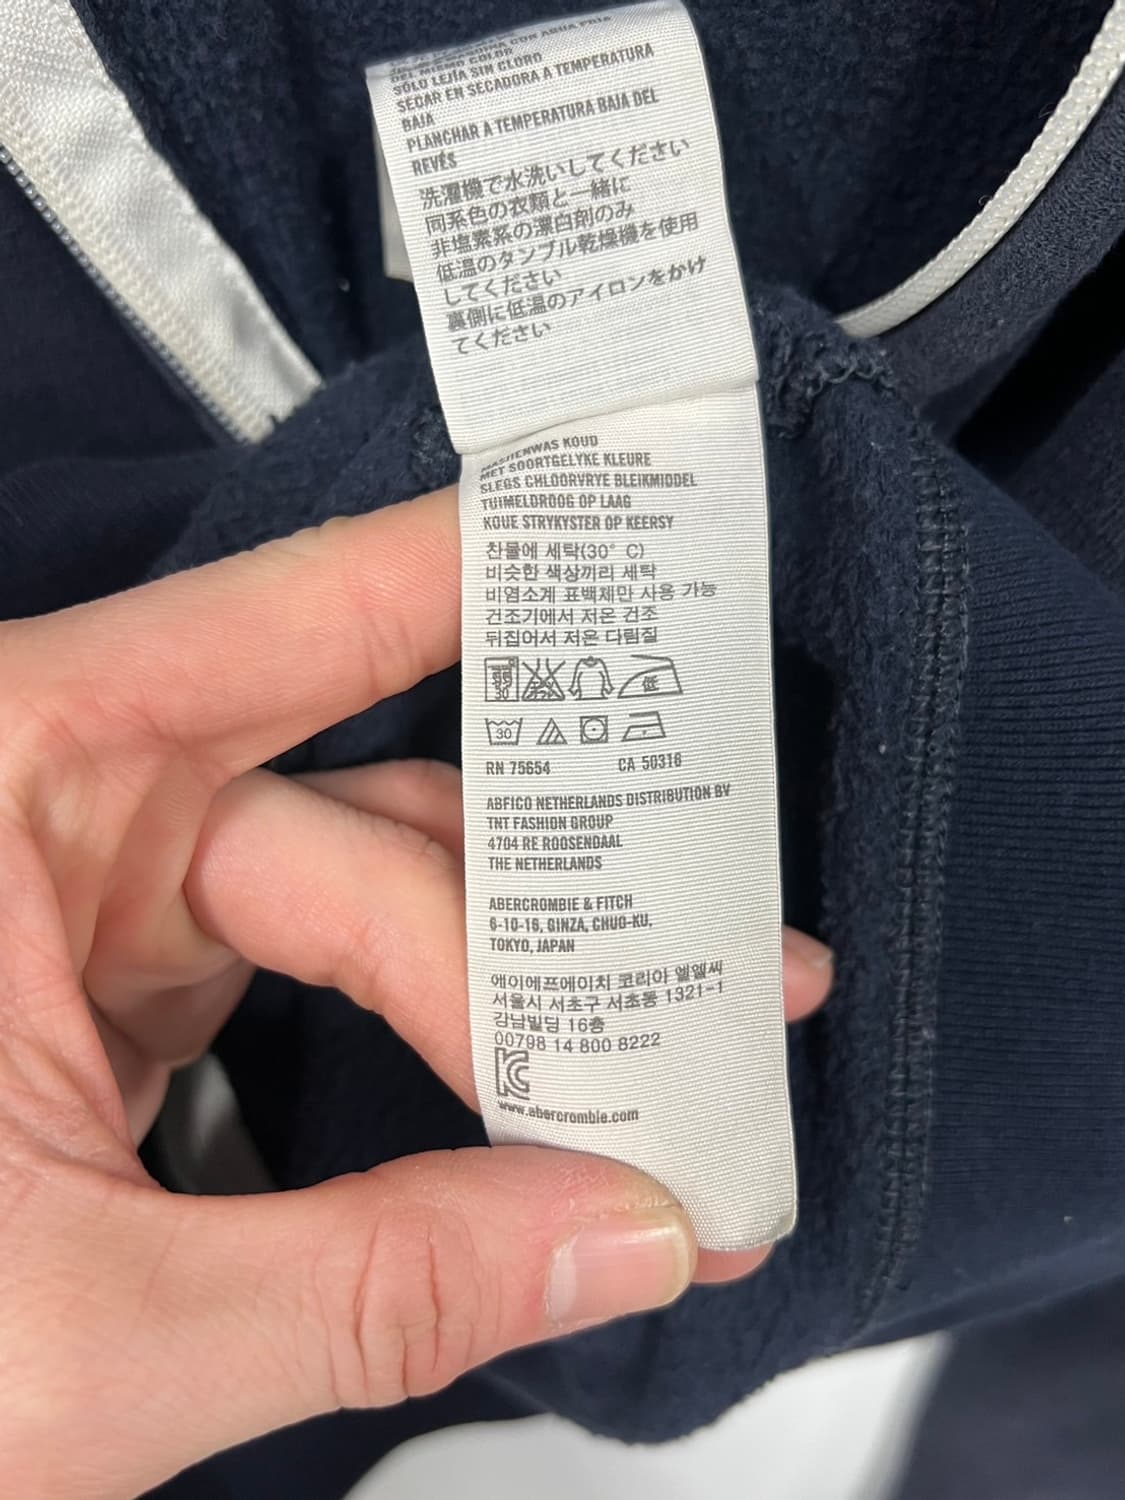 CON AGUA FRIA
DEL MISMO COLOR
SÓLO LEJÍA SIN CLORO
SECAR EN SECADORA A TEMPERATURA
BAJA
PLANCHAR A TEMPERATURA BAJA DEL
REVÉS
洗濯機で水洗いしてください
同系色の衣類と一緒に
非塩素系の漂白剤のみ
低温のタンブル乾燥機を使用
してください
裏側に低温のアイロンをかけ
てください
MASJIENWAS KOUD
MET SOORTGELYKE KLEURE
SLEGS CHLOORVRYE BLEIKMIDDEL
TUIMELDROOG OP LAAG
KOUE STRYKYSTER OP KEERSY
찬물에 세탁(30° C)
비슷한 색상끼리 세탁
비염소계 표백제만 사용 가능
건조기에서 저온 건조
뒤집어서 저온 다림질
30 低
30
RN 75654 CA 50316
ABFICO NETHERLANDS DISTRIBUTION BV
TNT FASHION GROUP
4704 RE ROOSENDAAL
THE NETHERLANDS
ABERCROMBIE & FITCH
6-10-16, GINZA, CHUO-KU,
TOKYO, JAPAN
에이에프에이치 코리아 엘엘씨
서울시 서초구 서초동 1321-1
강남빌딩 16층
00798 14 800 8222
KC
www.abercrombie.com